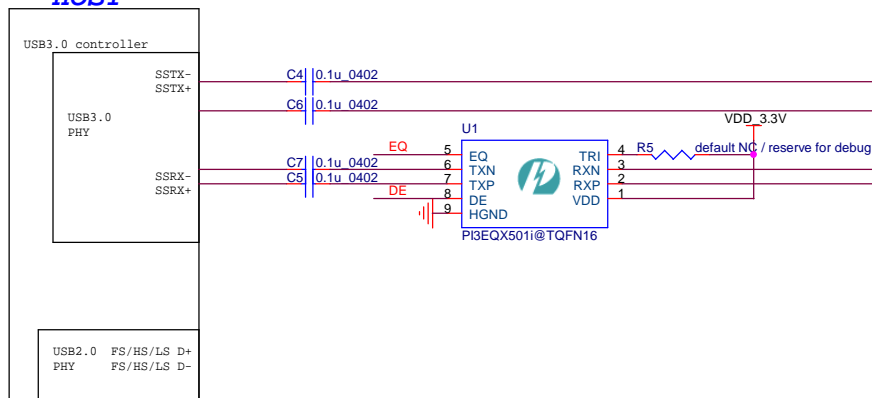 HOST
USB3.0 controller
SSTX-
SSTX+
USB3.0
PHY
SSRX-
SSRX+
C4 0.1u_0402
C6 0.1u_0402
C7 0.1u_0402
C5 0.1u_0402
EQ
DE
U1
5 EQ TRI 4
6 TXN RXN 3
7 TXP RXP 2
8 DE VDD 1
9 HGND
PI3EQX501i@TQFN16
VDD_3.3V
R5 default NC / reserve for debug
USB2.0 FS/HS/LS D+
PHY FS/HS/LS D-